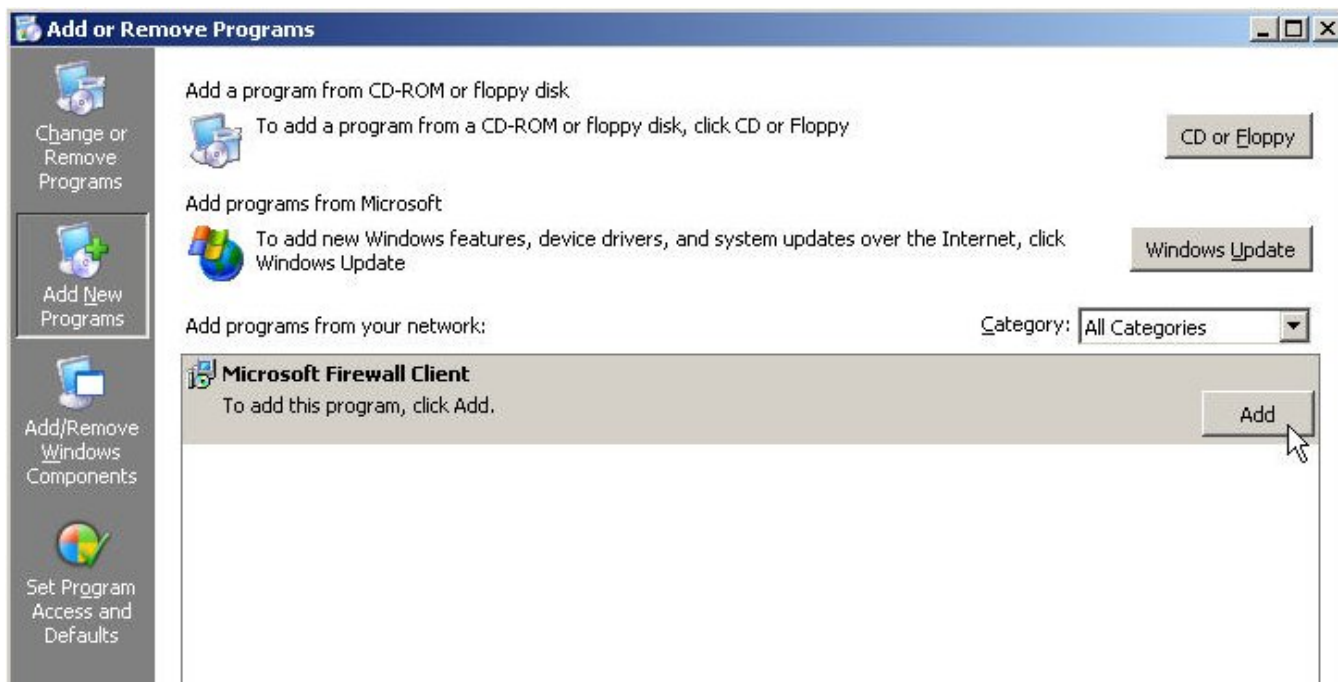 Add or Remove Programs
Change or
Remove
Programs
Add New
Programs
Add/Remove
Windows
Components
Set Program
Access and
Defaults
Add a program from CD-ROM or floppy disk
To add a program from a CD-ROM or floppy disk, click CD or Floppy
CD or Floppy
Add programs from Microsoft
To add new Windows features, device drivers, and system updates over the Internet, click
Windows Update
Windows Update
Add programs from your network:
Category: All Categories
Microsoft Firewall Client
To add this program, click Add.
Add